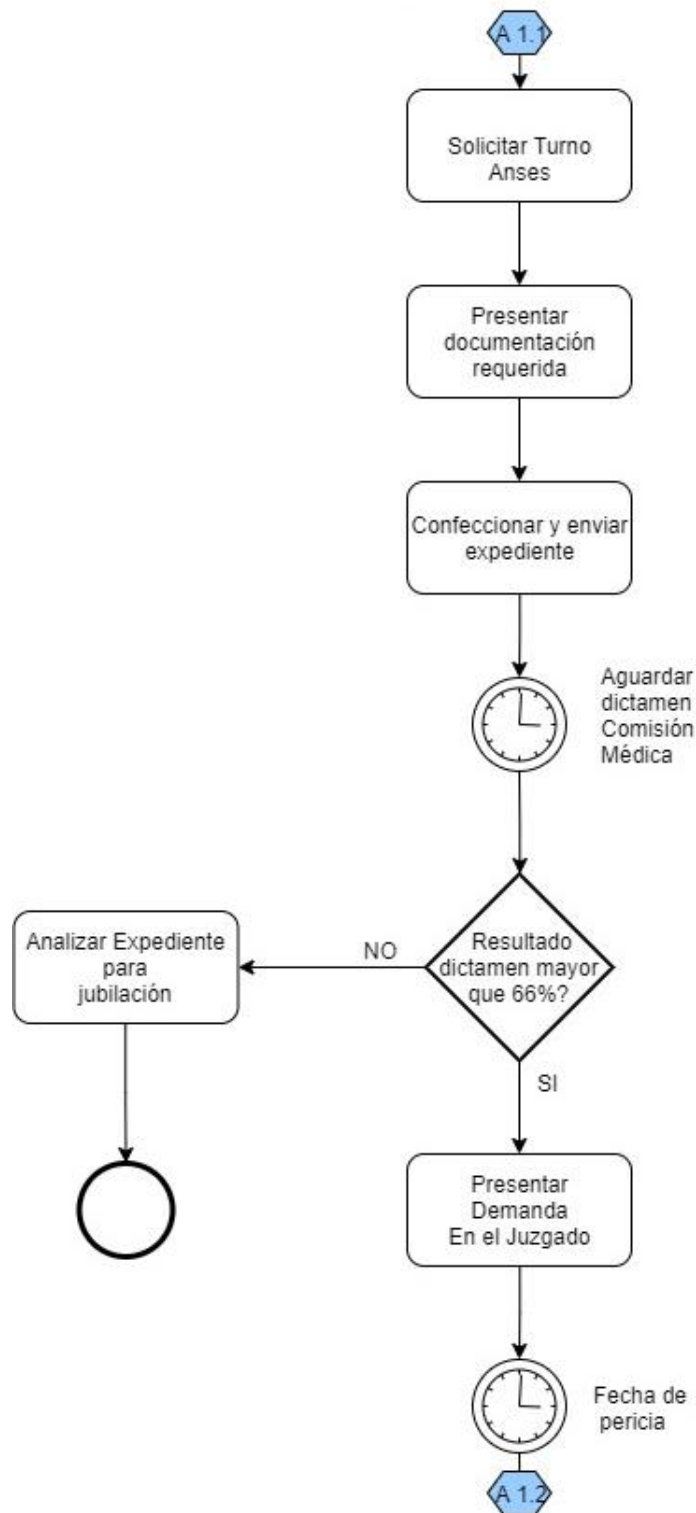 A 1.1
Solicitar Turno
Anses
Presentar
documentación
requerida
Confeccionar y enviar
expediente
Aguardar
dictamen
Comisión
Médica
Resultado
dictamen mayor
que 66%?
NO
Analizar Expediente
para
jubilación
SI
Presentar
Demanda
En el Juzgado
Fecha de
pericia
A 1.2